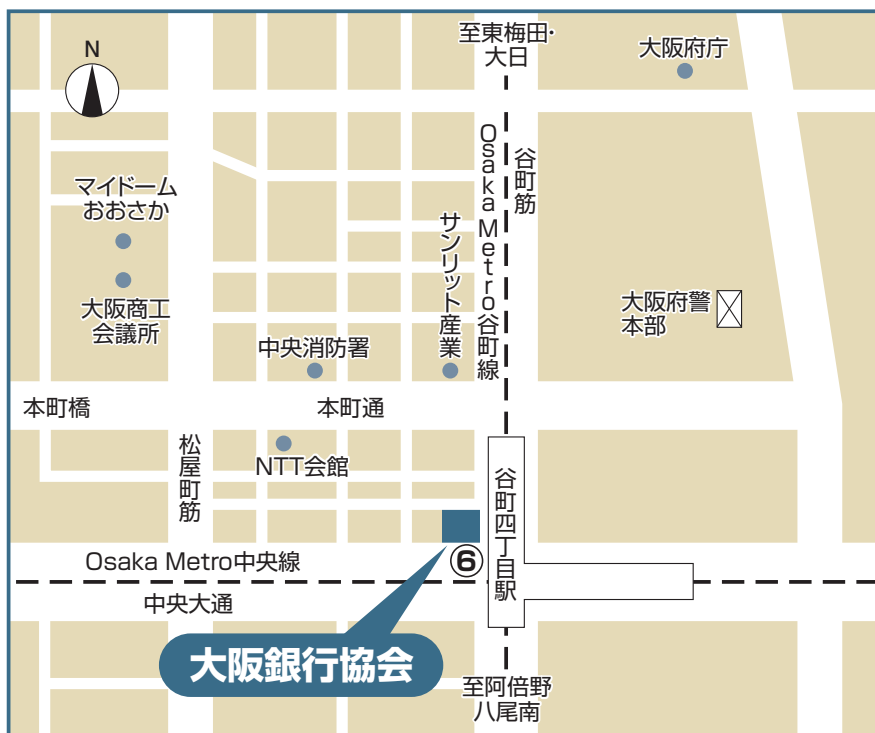 至東梅田・
大日
大阪府庁
N
Osaka Metro谷町線
谷町筋
マイドーム
おおさか
サンリット産業
大阪商工
会議所
大阪府警
本部
中央消防署
本町橋
本町通
松屋町筋
NTT会館
谷町四丁目駅
⑥
Osaka Metro中央線
中央大通
大阪銀行協会
至阿倍野
八尾南